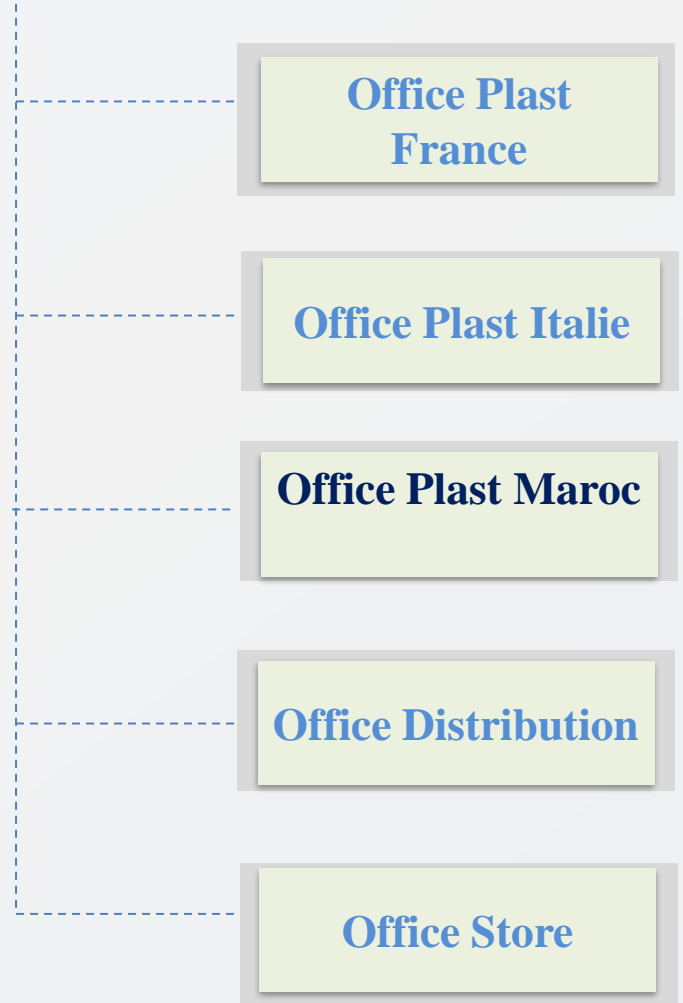 Office Plast
France
Office Plast Italie
Office Plast Maroc
Office Distribution
Office Store